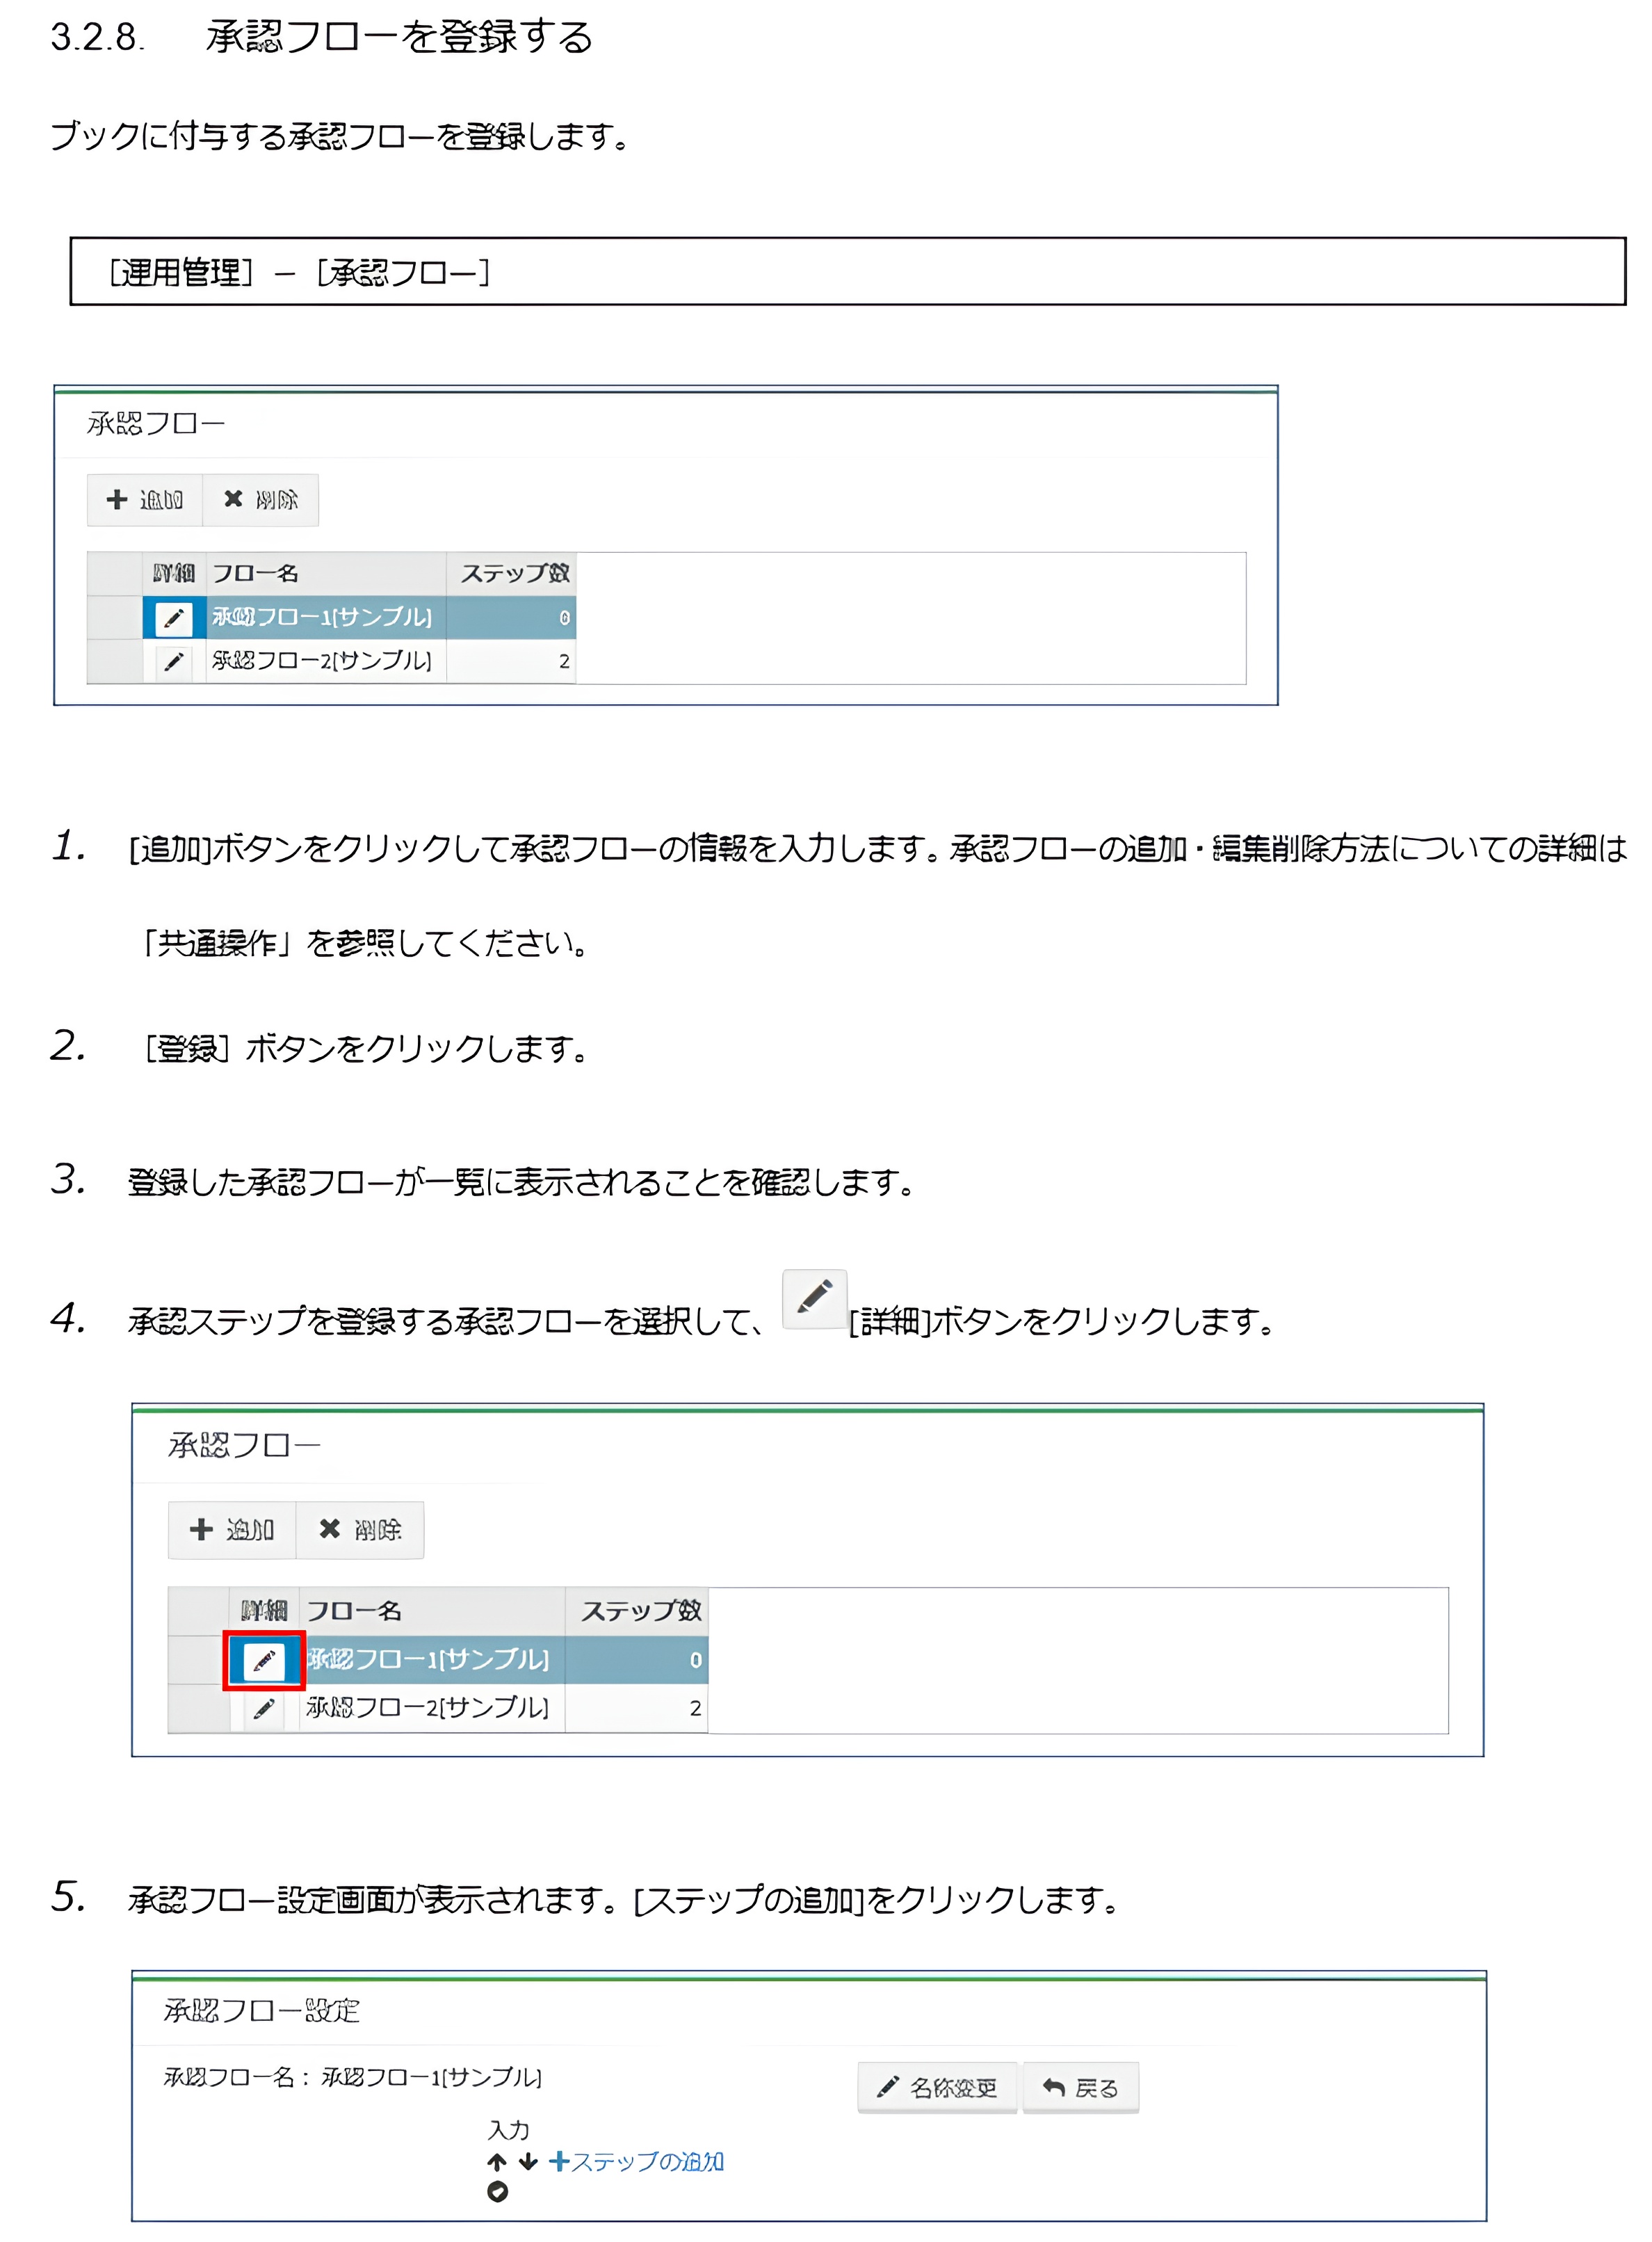 3.2.8. 承認フローを登録する
ブックに付与する承認フローを登録します。
［運用管理］－［承認フロー］
承認フロー
追加 削除
詳細 フロー名 ステップ数
承認フロー1[サンプル] 0
承認フロー2[サンプル] 2
1. [追加]ボタンをクリックして承認フローの情報を入力します。承認フローの追加・編集削除方法についての詳細は
「共通操作」を参照してください。
2. ［登録］ボタンをクリックします。
3. 登録した承認フローが一覧に表示されることを確認します。
4. 承認ステップを登録する承認フローを選択して、 [詳細]ボタンをクリックします。
承認フロー
追加 削除
詳細 フロー名 ステップ数
承認フロー1[サンプル] 0
承認フロー2[サンプル] 2
5. 承認フロー設定画面が表示されます。[ステップの追加]をクリックします。
承認フロー設定
承認フロー名：承認フロー1[サンプル] 名称変更 戻る
入力
ステップの追加